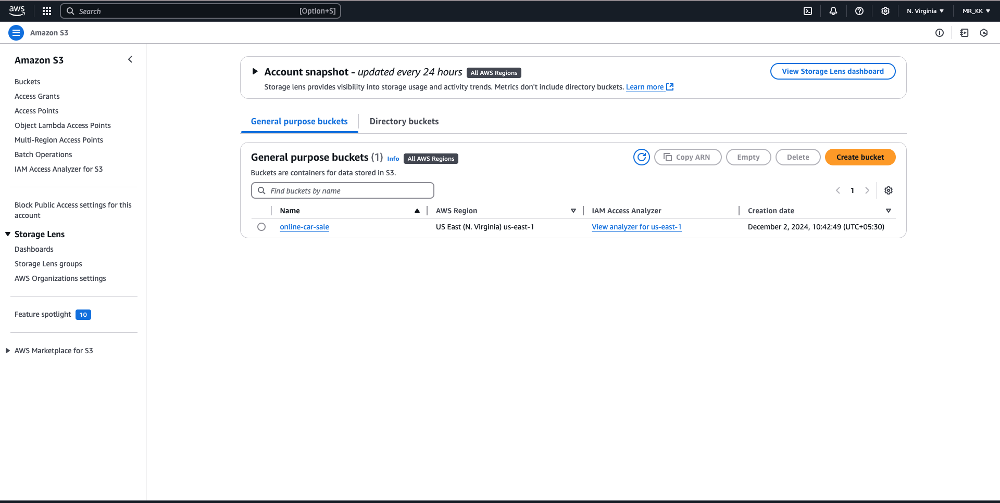 aws
Search [Option+S]
N. Virginia
MR_KK
Amazon S3
Amazon S3
Buckets
Access Grants
Access Points
Object Lambda Access Points
Multi-Region Access Points
Batch Operations
IAM Access Analyzer for S3
Block Public Access settings for this
account
Storage Lens
Dashboards
Storage Lens groups
AWS Organizations settings
Feature spotlight 10
AWS Marketplace for S3
Account snapshot - updated every 24 hours All AWS Regions
View Storage Lens dashboard
Storage lens provides visibility into storage usage and activity trends. Metrics don't include directory buckets. Learn more
General purpose buckets Directory buckets
General purpose buckets (1) Info All AWS Regions
Copy ARN Empty Delete Create bucket
Buckets are containers for data stored in S3.
Find buckets by name
1
Name AWS Region IAM Access Analyzer Creation date
online-car-sale US East (N. Virginia) us-east-1 View analyzer for us-east-1 December 2, 2024, 10:42:49 (UTC+05:30)